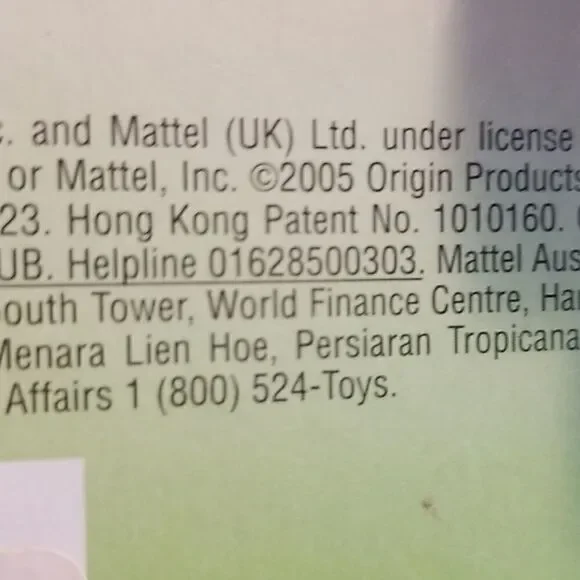 . and Mattel (UK) Ltd. under license
or Mattel, Inc. ©2005 Origin Products
23. Hong Kong Patent No. 1010160.
UB. Helpline 01628500303. Mattel Aus
outh Tower, World Finance Centre, Har
Menara Lien Hoe, Persiaran Tropicana
Affairs 1 (800) 524-Toys.